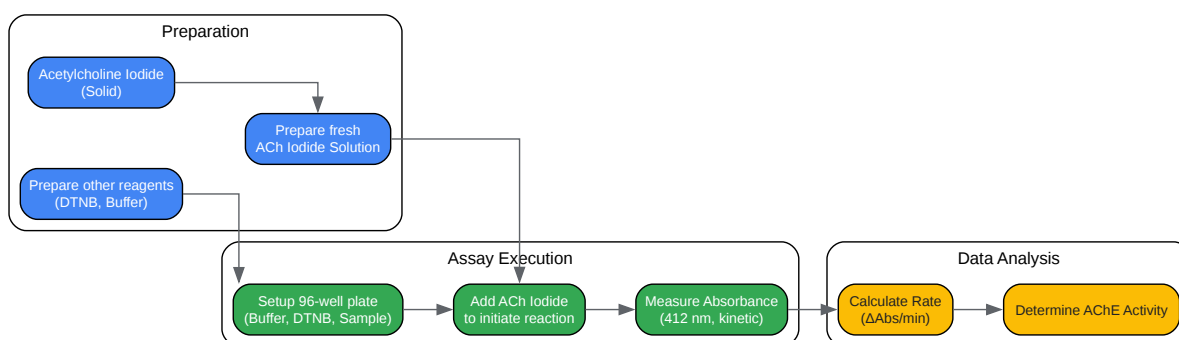 Preparation
Acetylcholine Iodide
(Solid)
Prepare fresh
ACh Iodide Solution
Prepare other reagents
(DTNB, Buffer)
Assay Execution
Setup 96-well plate
(Buffer, DTNB, Sample)
Add ACh Iodide
to initiate reaction
Measure Absorbance
(412 nm, kinetic)
Data Analysis
Calculate Rate
(ΔAbs/min)
Determine AChE Activity